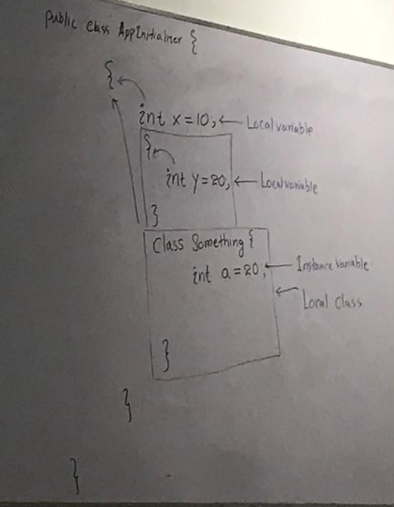 public class AppInitializer {
{
int x = 10; ← Local variable
{
int y = 20; ← Local variable
}
Class Something {
int a = 20; ← Instance variable
← Local Class
}
}
}